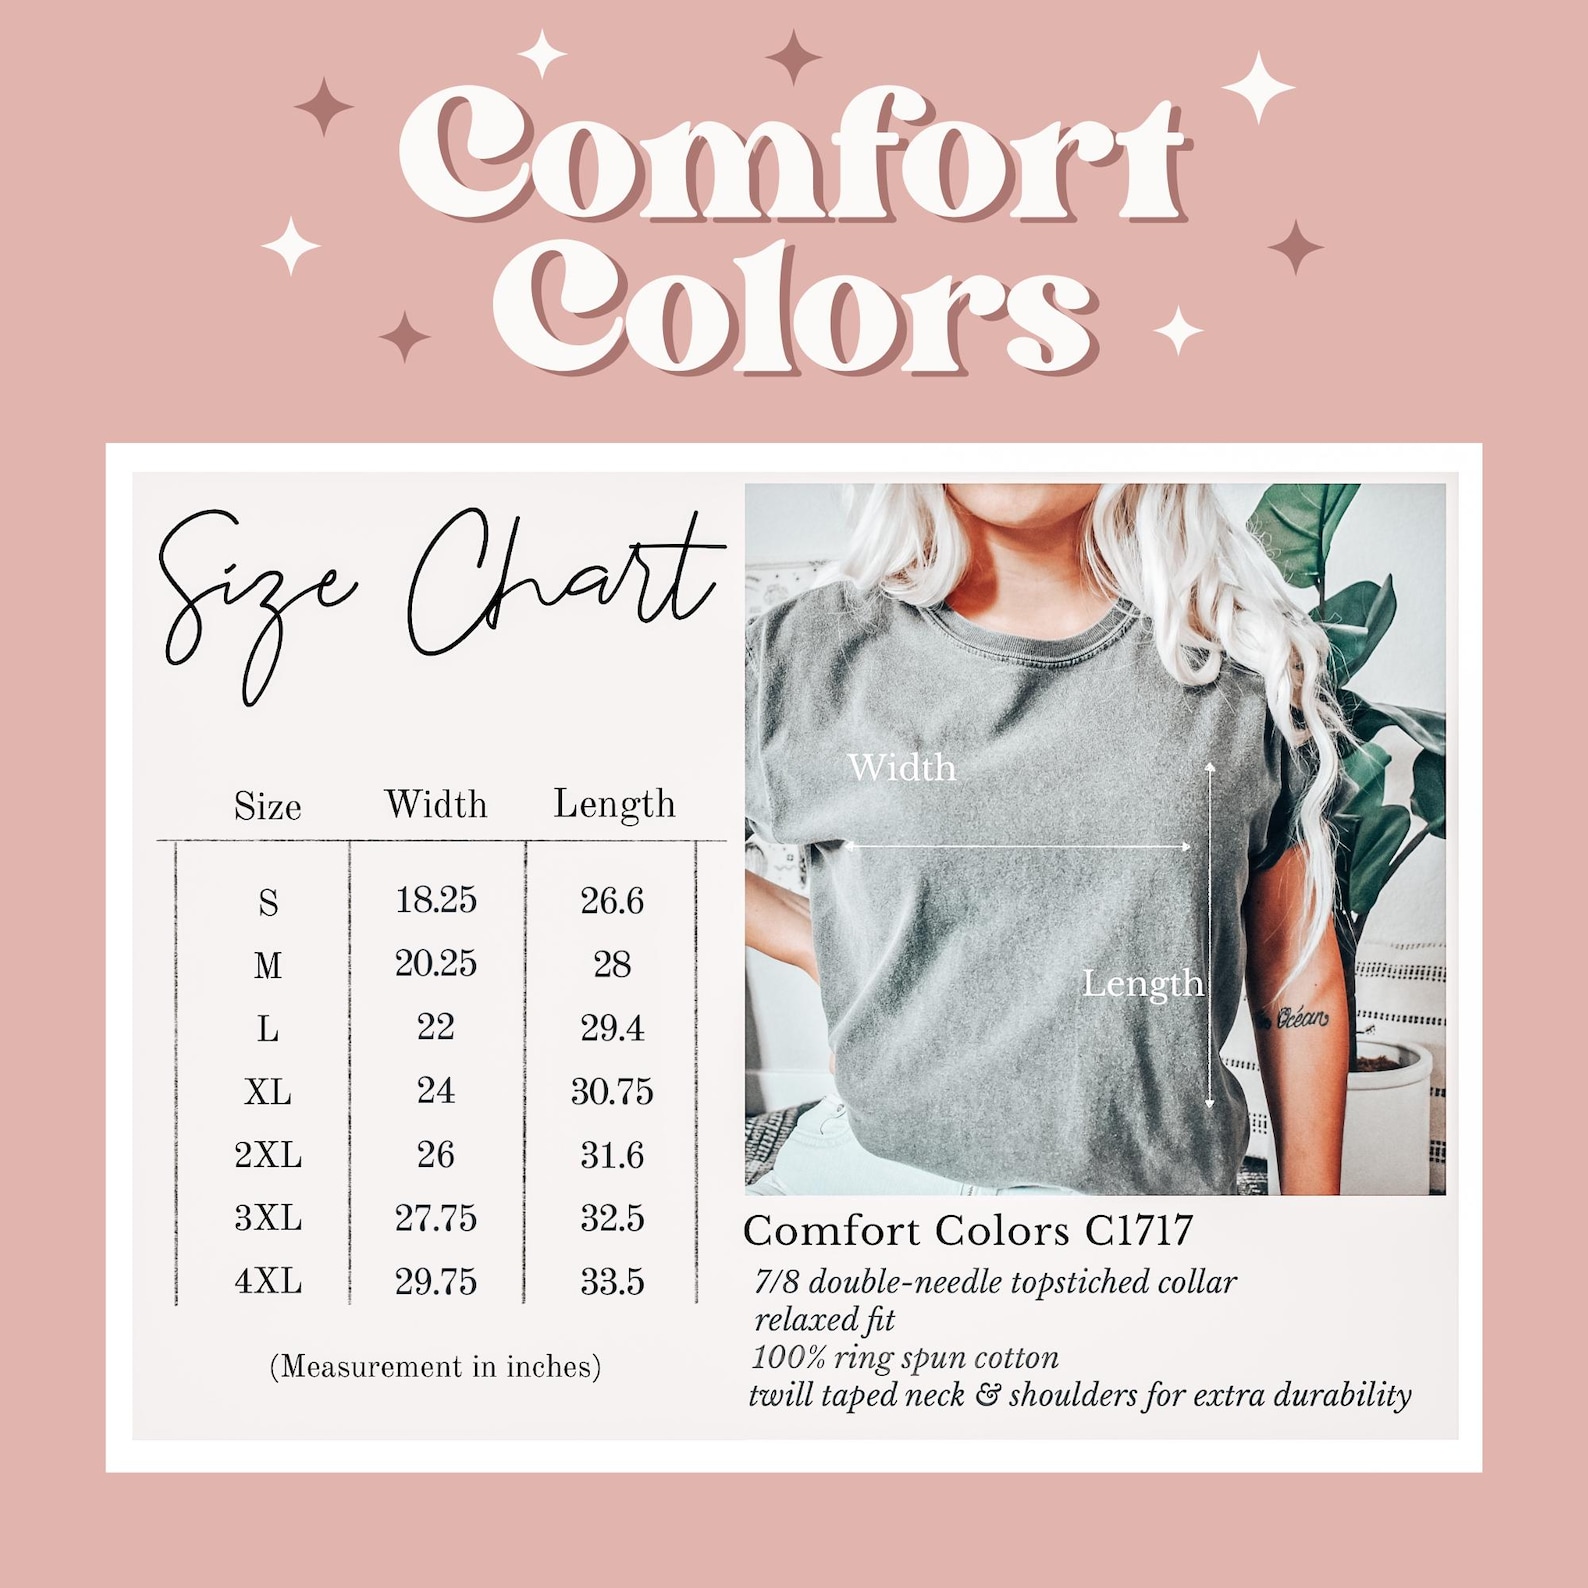 Comfort
Colors
Size Chart
Size Width Length
S 18.25 26.6
M 20.25 28
L 22 29.4
XL 24 30.75
2XL 26 31.6
3XL 27.75 32.5
4XL 29.75 33.5
(Measurement in inches)
Width
Length
Océan
Comfort Colors C1717
7/8 double-needle topstiched collar
relaxed fit
100% ring spun cotton
twill taped neck & shoulders for extra durability